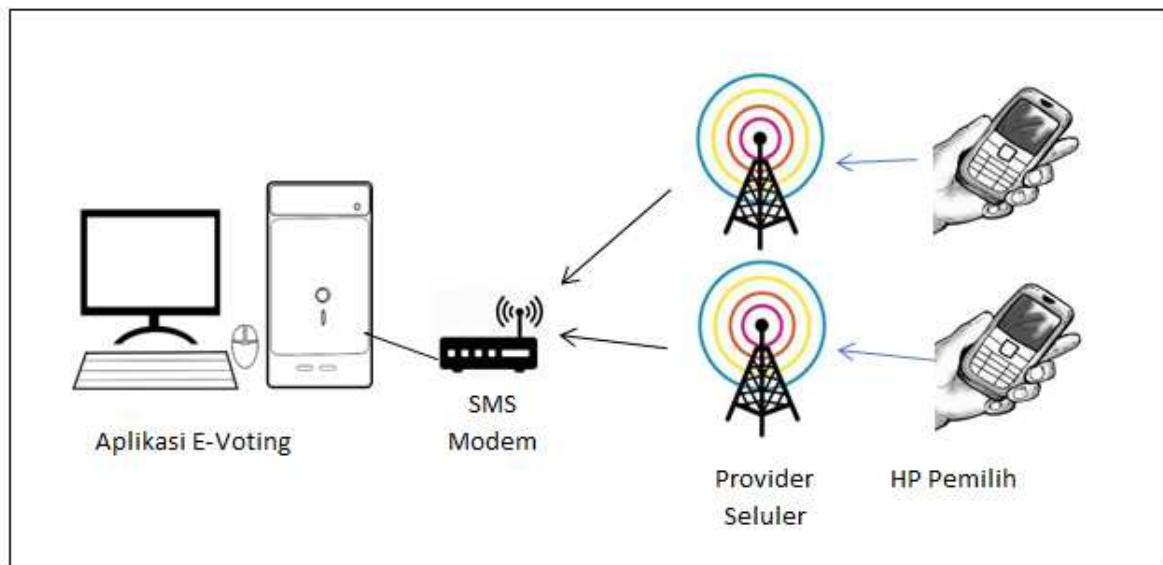 Aplikasi E-Voting
SMS
Modem
Provider
Seluler
HP Pemilih